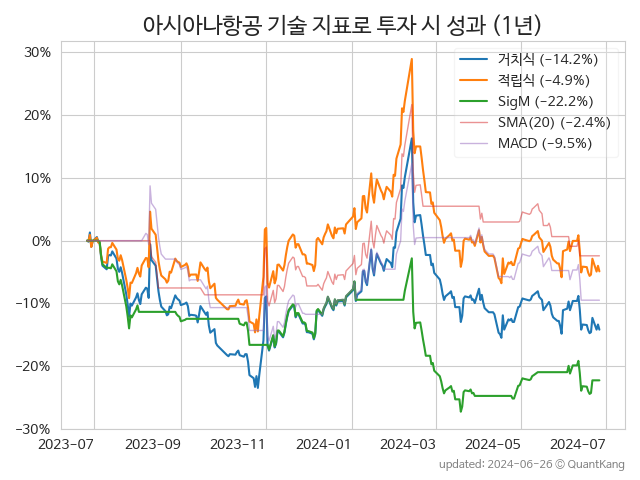 아시아나항공 기술 지표로 투자 시 성과 (1년)
30%
20%
10%
0%
−10%
−20%
−30%
거치식 (−14.2%)
적립식 (−4.9%)
SigM (−22.2%)
SMA(20) (−2.4%)
MACD (−9.5%)
2023-07 2023-09 2023-11 2024-01 2024-03 2024-05 2024-07
updated: 2024-06-26 ⓒ QuantKang